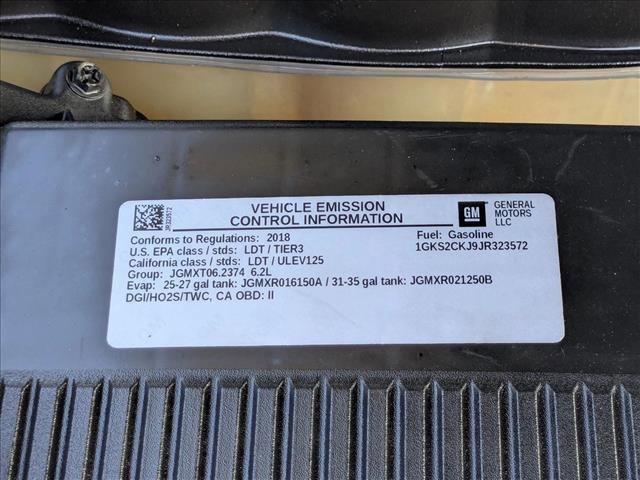 VEHICLE EMISSION
CONTROL INFORMATION
JR323572
GM
GENERAL
MOTORS
LLC
Conforms to Regulations: 2018
Fuel: Gasoline
U.S. EPA class / stds: LDT / TIER3
1GKS2CKJ9JR323572
California class / stds: LDT / ULEV125
Group: JGMXT06.2374 6.2L
Evap: 25-27 gal tank: JGMXR016150A / 31-35 gal tank: JGMXR021250B
DGI/HO2S/TWC, CA OBD: II